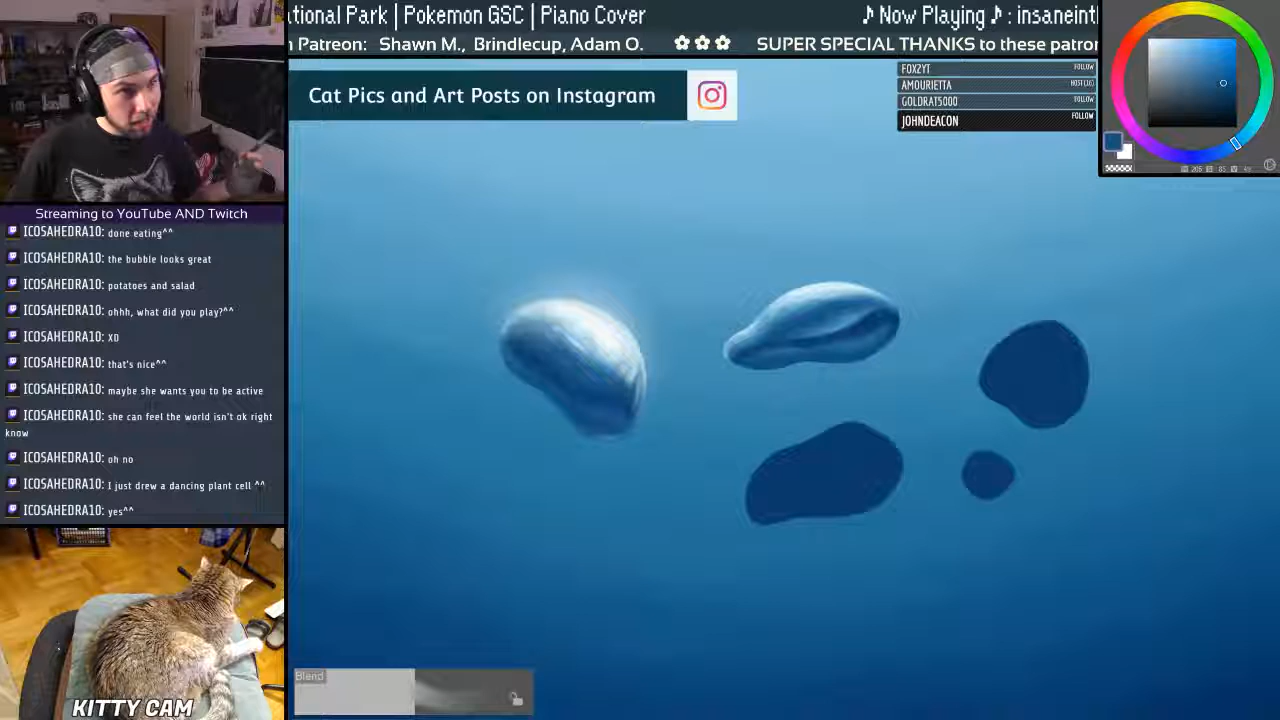 tional Park | Pokemon GSC | Piano Cover
♪ Now Playing ♪ : insaneint
n Patreon: Shawn M., Brindlecup, Adam O.
SUPER SPECIAL THANKS to these patror
Cat Pics and Art Posts on Instagram
FOX2YT FOLLOW
AMOURIETTA
GOLDRAT5000 FOLLOW
JOHNDEACON FOLLOW
Streaming to YouTube AND Twitch
ICOSAHEDRA10: done eating^^
ICOSAHEDRA10: the bubble looks great
ICOSAHEDRA10: potatoes and salad
ICOSAHEDRA10: ohhh, what did you play?^^
ICOSAHEDRA10: XD
ICOSAHEDRA10: that's nice^^
ICOSAHEDRA10: maybe she wants you to be active
ICOSAHEDRA10: she can feel the world isn't ok right
know
ICOSAHEDRA10: oh no
ICOSAHEDRA10: I just drew a dancing plant cell ^^
ICOSAHEDRA10: yes^^
KITTY CAM
Blend